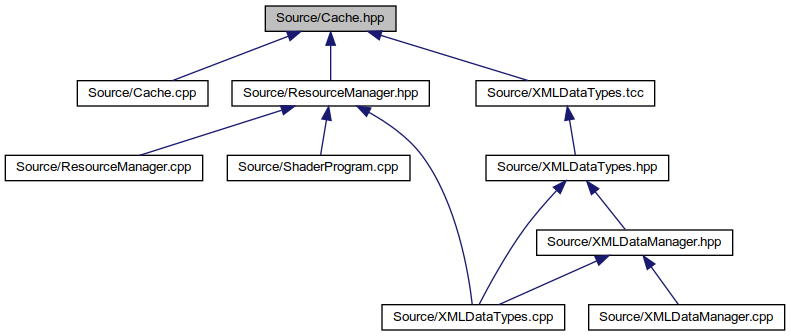 Source/Cache.hpp
Source/Cache.cpp
Source/ResourceManager.hpp
Source/XMLDataTypes.tcc
Source/ResourceManager.cpp
Source/ShaderProgram.cpp
Source/XMLDataTypes.hpp
Source/XMLDataManager.hpp
Source/XMLDataTypes.cpp
Source/XMLDataManager.cpp